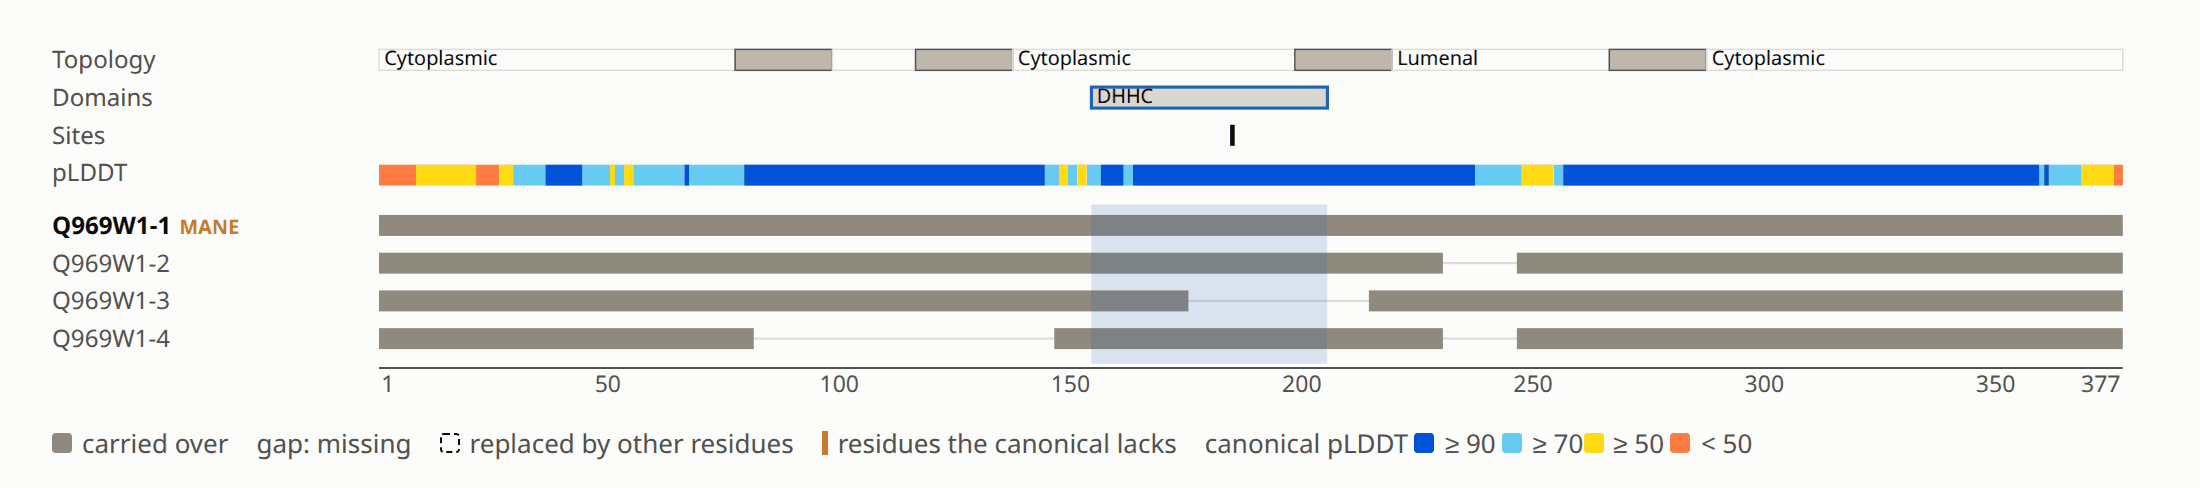 Topology Cytoplasmic Cytoplasmic Lumenal Cytoplasmic
Domains DHHC
Sites
pLDDT
Q969W1-1 MANE
Q969W1-2
Q969W1-3
Q969W1-4
1 50 100 150 200 250 300 350 377
carried over gap: missing replaced by other residues residues the canonical lacks canonical pLDDT ≥ 90 ≥ 70 ≥ 50 < 50